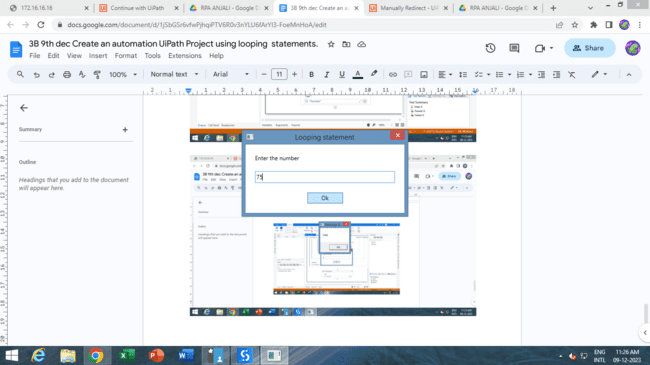 172.16.16.16
Continue with UiPath
RPA ANJALI - Google D
3B 9th dec Create an a
Manually Redirect - U
RPA ANJALI - Google D
docs.google.com/document/d/1jSbGSr6vfwiFjhqiFTV6R0v3nYLU6fArYI3-FoeMnHoA/edit
3B 9th dec Create an automation UiPath Project using looping statements.
File Edit View Insert Format Tools Extensions Help
Share
100%
Normal text
Arial
11
Summary
Outline
Headings that you add to the document
will appear here.
Looping statement
Enter the number
75
Ok
ENG
INTL
11:26 AM
09-12-2023